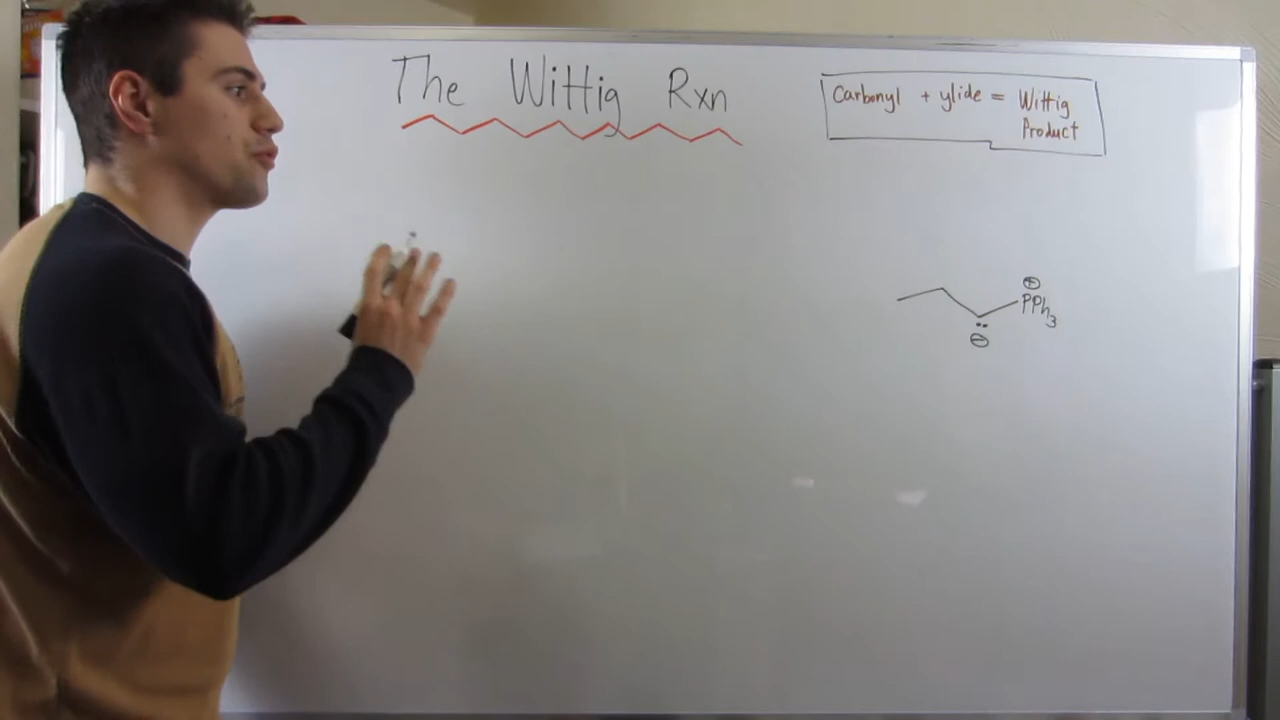 The Wittig Rxn
Carbonyl + ylide = Wittig
Product
⊕
PPh3
⊖